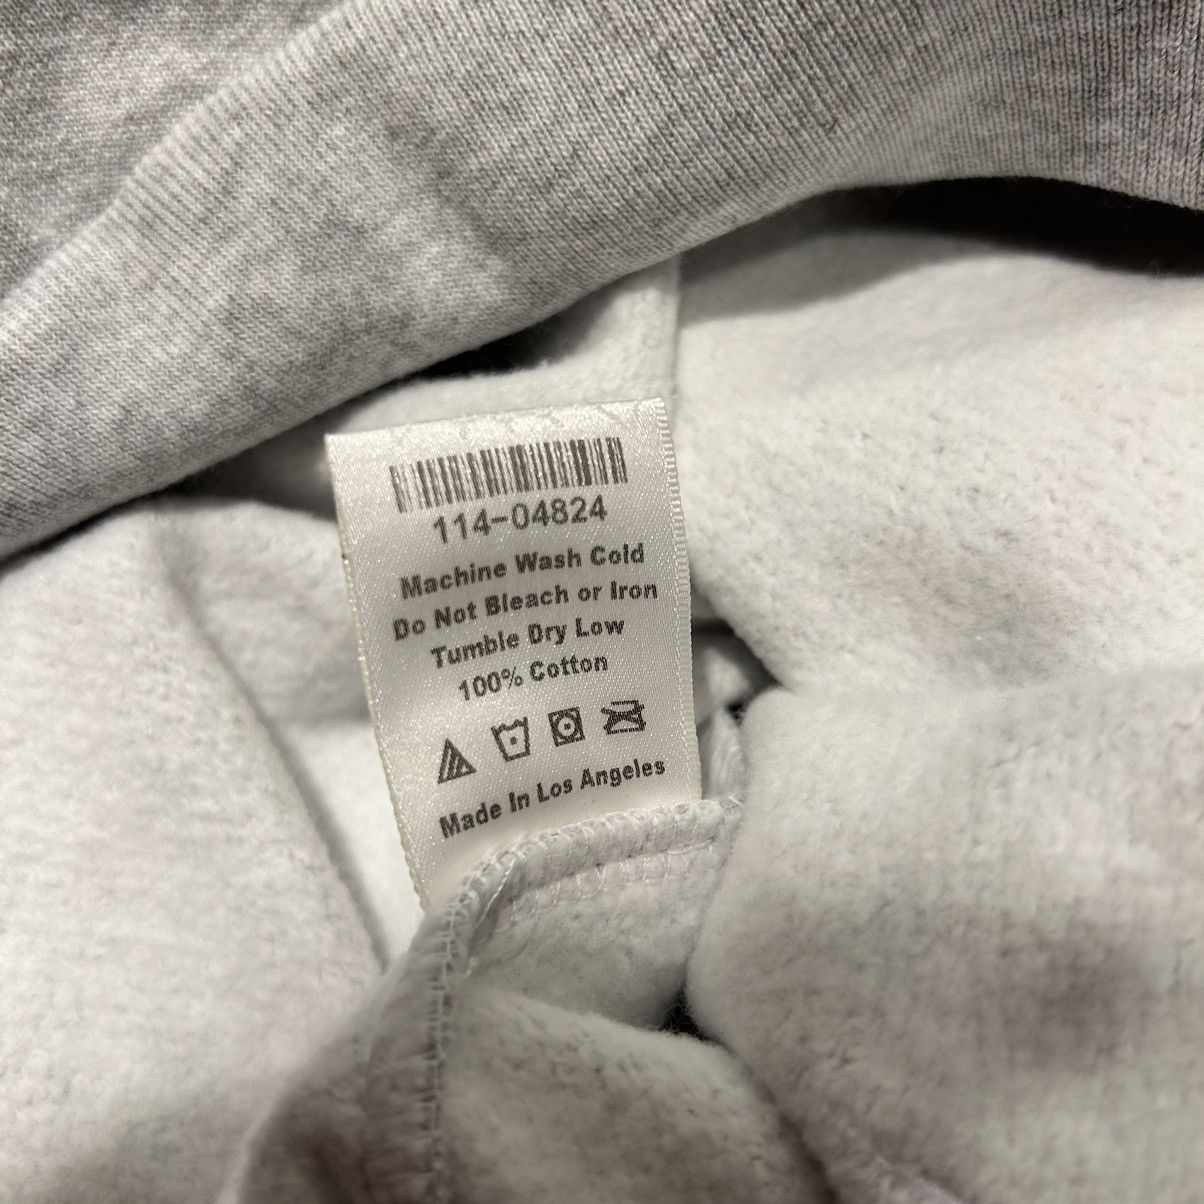 114-04824
Machine Wash Cold
Do Not Bleach or Iron
Tumble Dry Low
100% Cotton
Made In Los Angeles